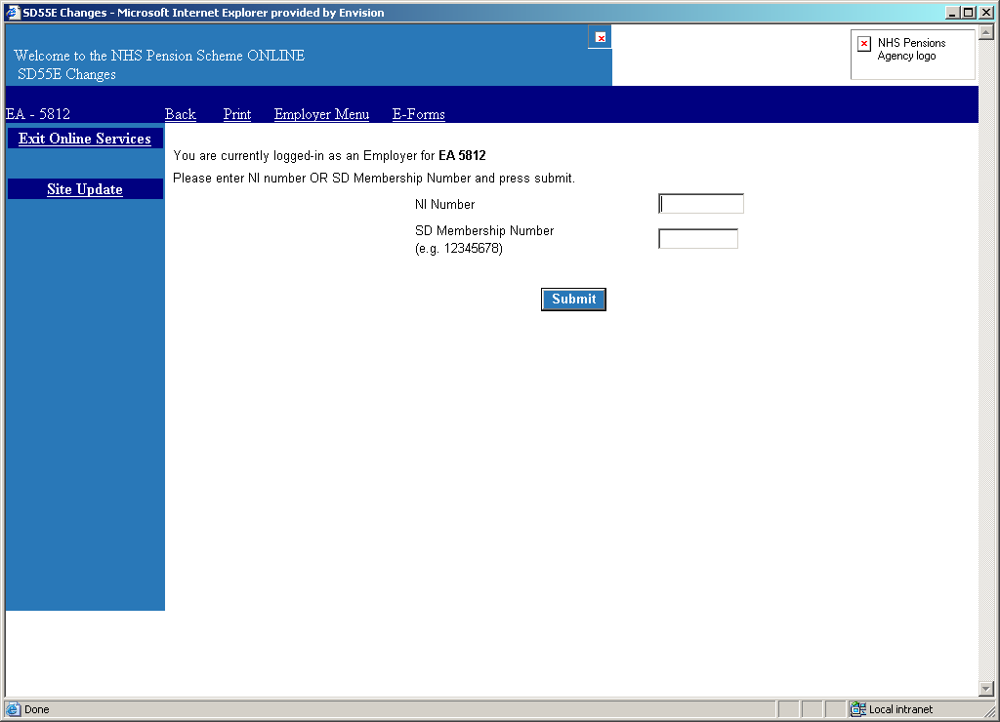 SD55E Changes - Microsoft Internet Explorer provided by Envision
Welcome to the NHS Pension Scheme ONLINE
SD55E Changes
NHS Pensions
Agency logo
EA - 5812 Back Print Employer Menu E-Forms
Exit Online Services
Site Update
You are currently logged-in as an Employer for EA 5812
Please enter NI number OR SD Membership Number and press submit.
NI Number
SD Membership Number
(e.g. 12345678)
Submit
Done Local intranet